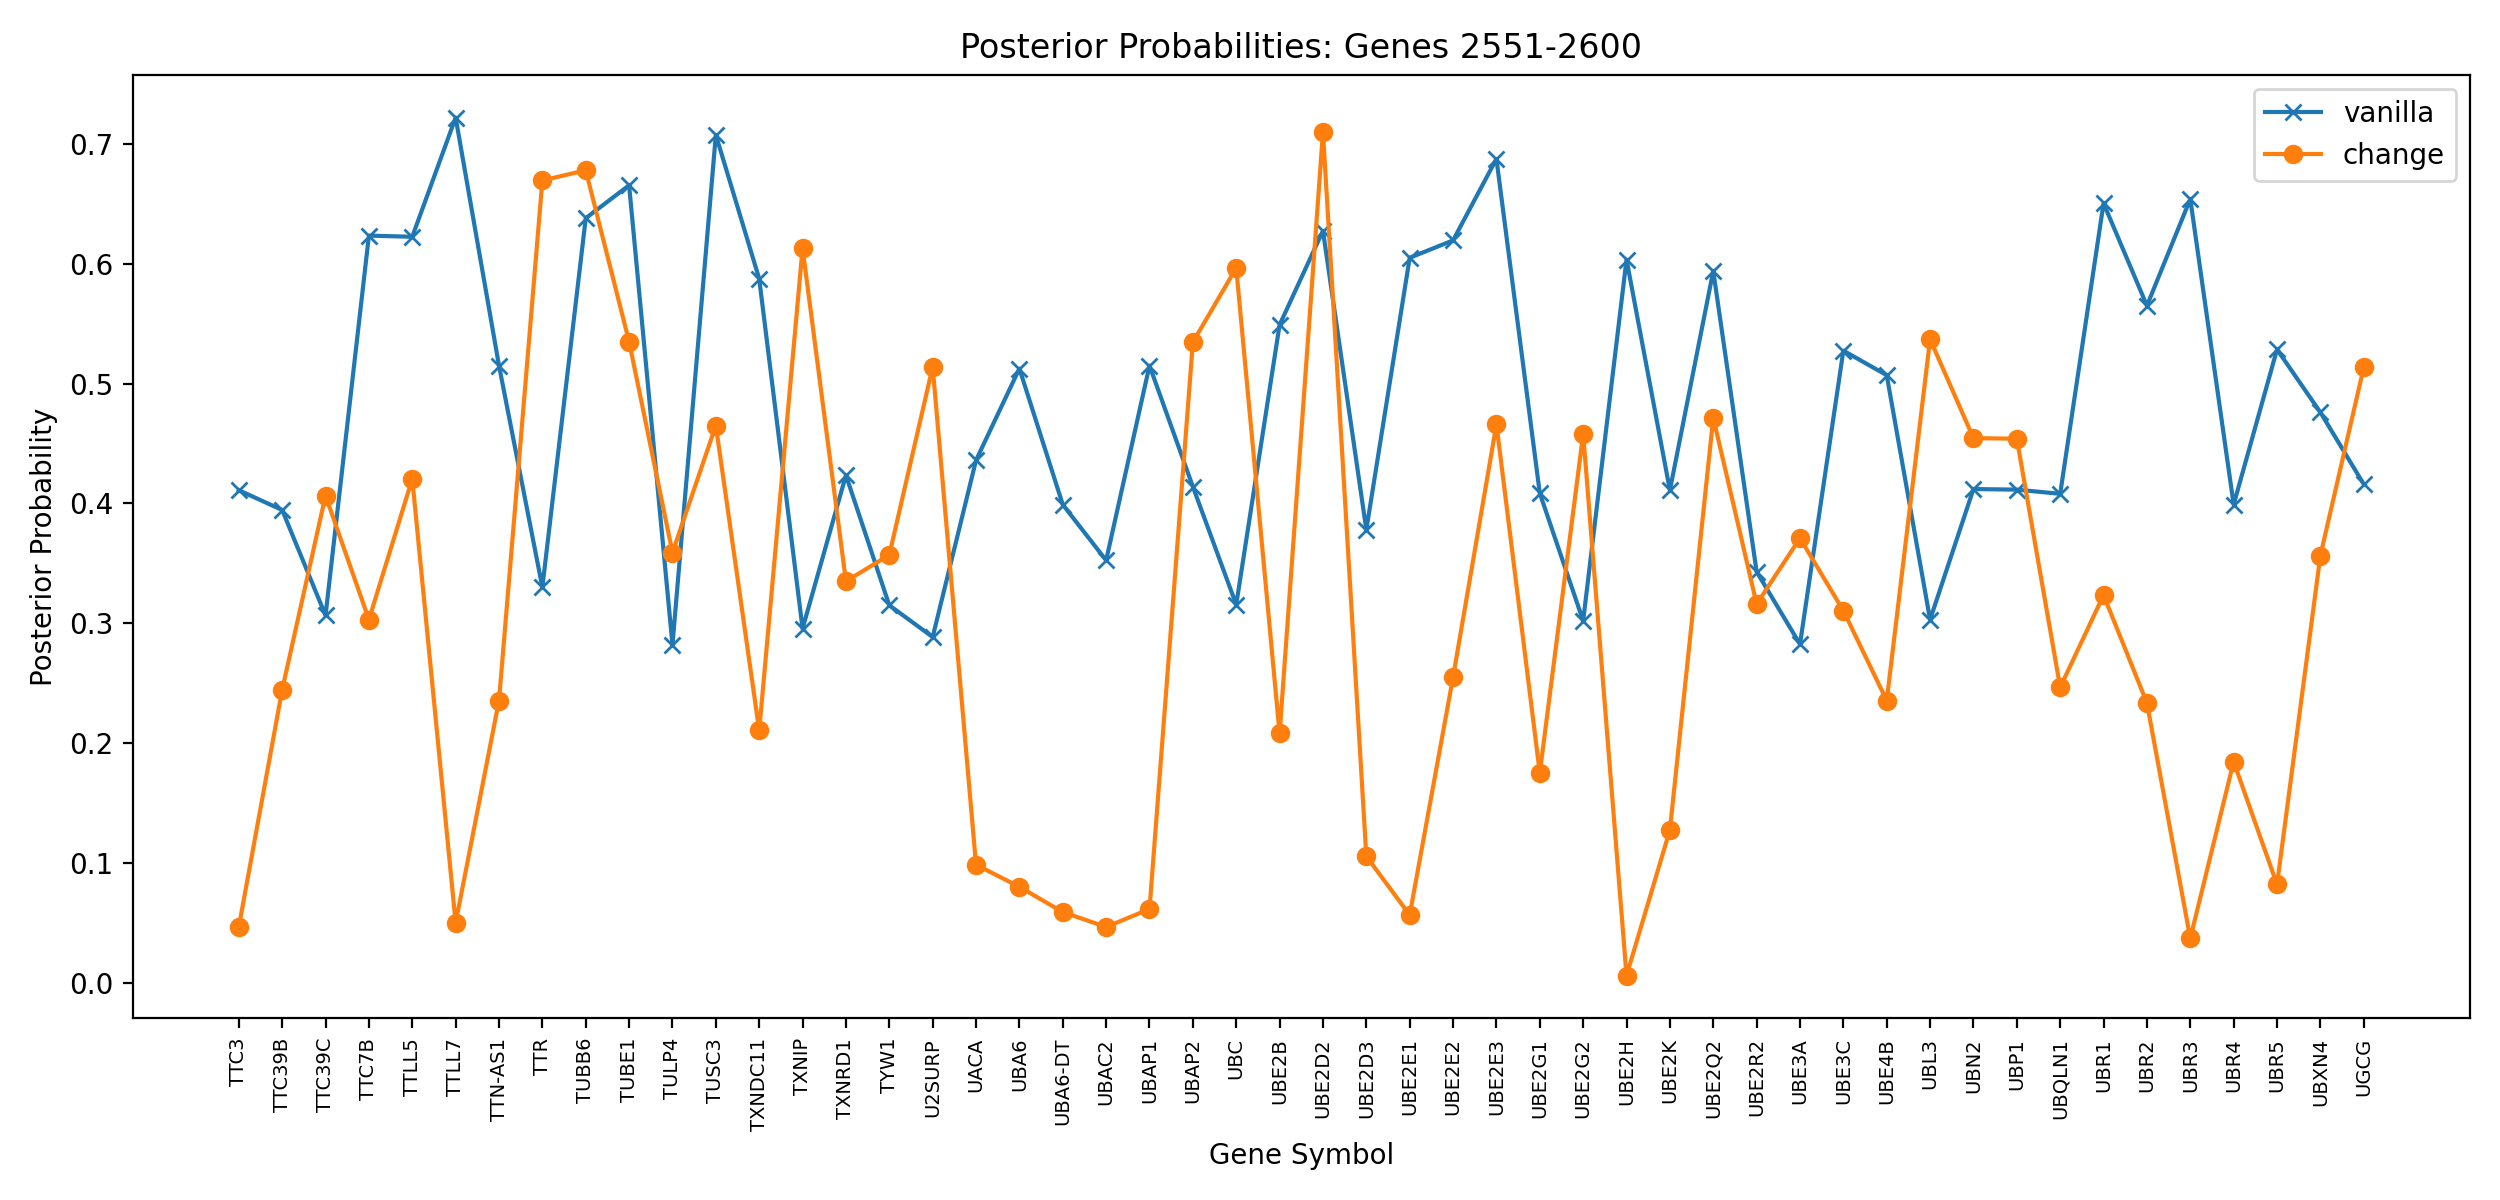 Posterior Probabilities: Genes 2551-2600
vanilla
change
Posterior Probability
0.7
0.6
0.5
0.4
0.3
0.2
0.1
0.0
TTC3
TTC39B
TTC39C
TTC7B
TTLL5
TTLL7
TTN-AS1
TTR
TUBB6
TUBE1
TULP4
TUSC3
TXNDC11
TXNIP
TXNRD1
TYW1
U2SURP
UACA
UBA6
UBA6-DT
UBAC2
UBAP1
UBAP2
UBC
UBE2B
UBE2D2
UBE2D3
UBE2E1
UBE2E2
UBE2E3
UBE2G1
UBE2G2
UBE2H
UBE2K
UBE2Q2
UBE2R2
UBE3A
UBE3C
UBE4B
UBL3
UBN2
UBP1
UBQLN1
UBR1
UBR2
UBR3
UBR4
UBR5
UBXN4
UGCG
Gene Symbol